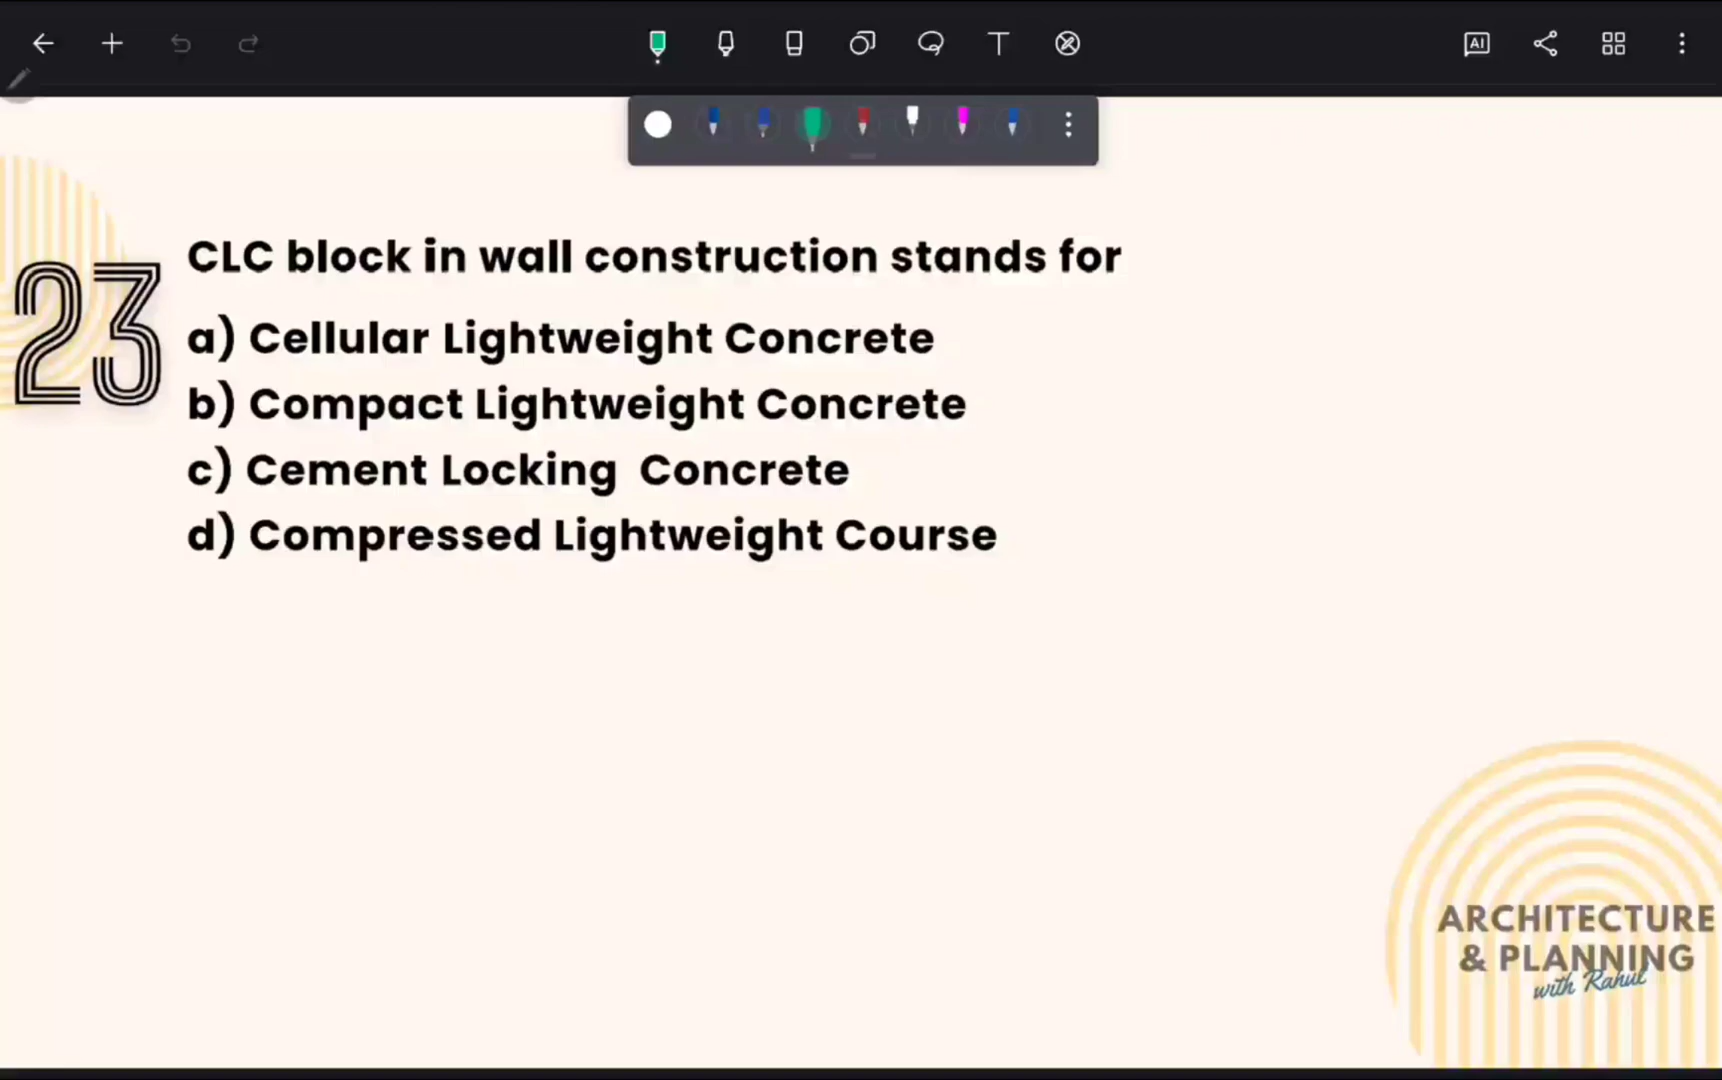 AI
23
CLC block in wall construction stands for
a) Cellular Lightweight Concrete
b) Compact Lightweight Concrete
c) Cement Locking Concrete
d) Compressed Lightweight Course
ARCHITECTURE
& PLANNING
with Rahul